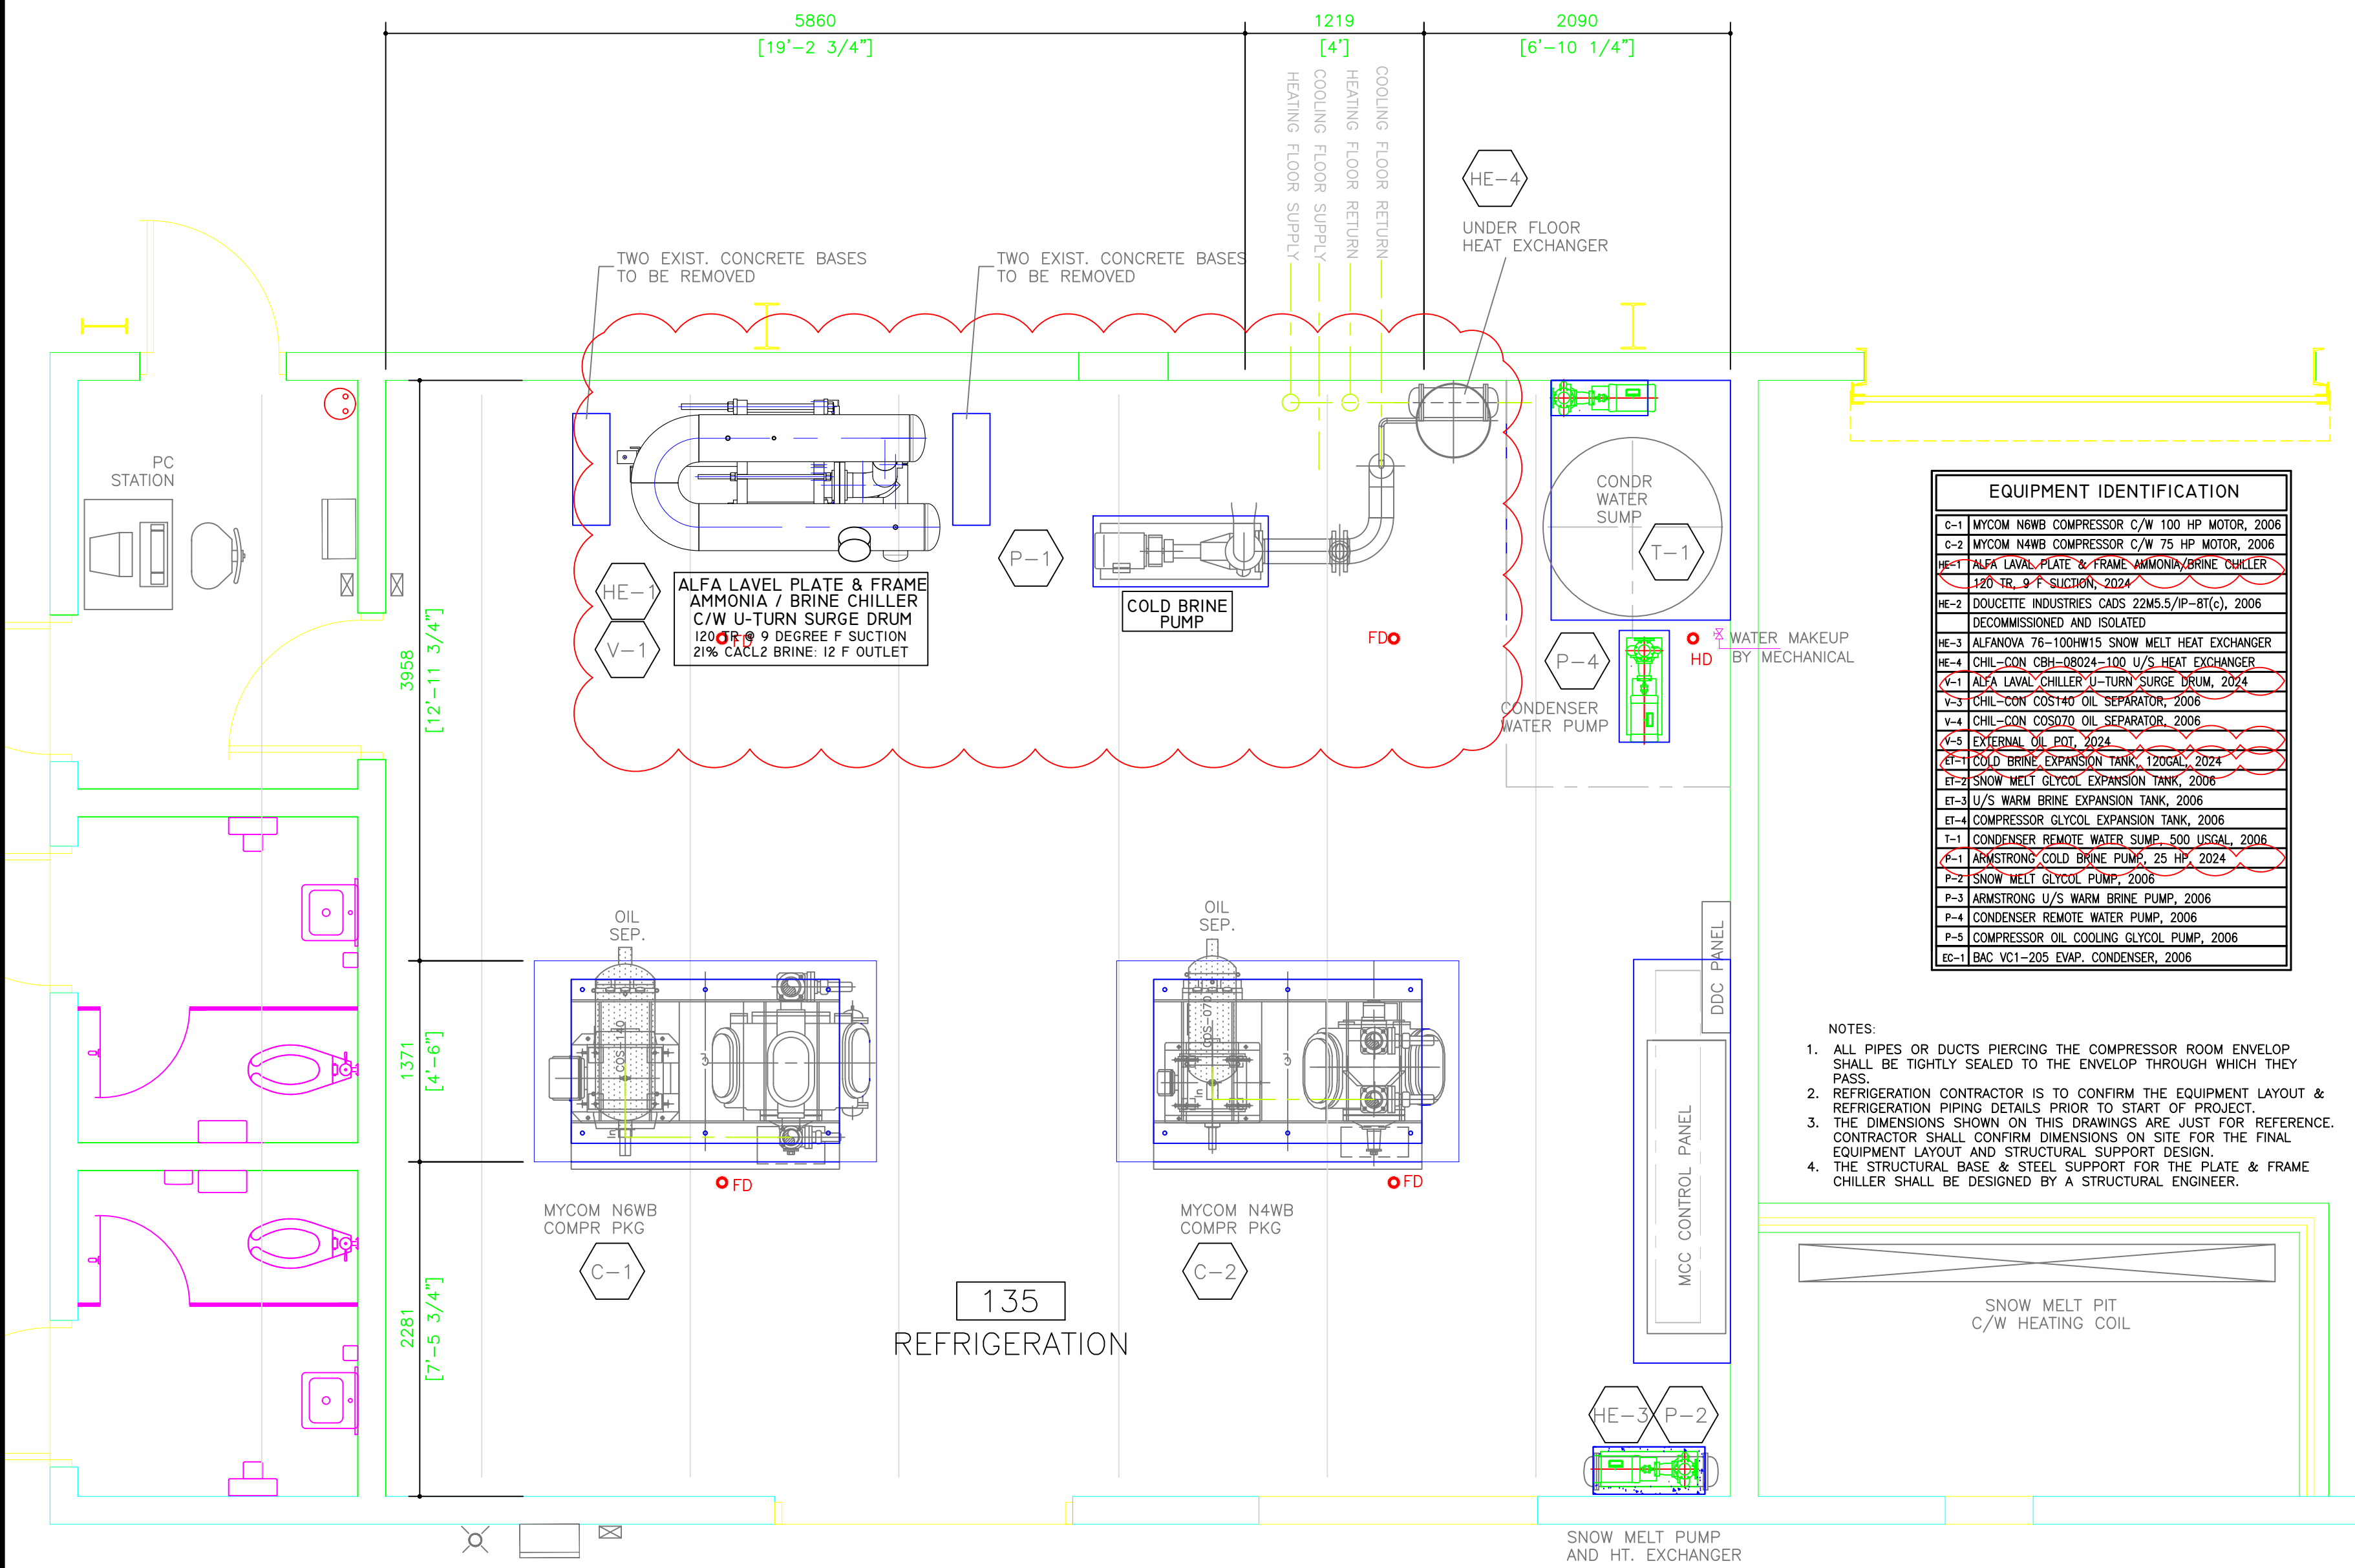 5860
[19'-2 3/4"]
1219
[4']
2090
[6'-10 1/4"]
HEATING FLOOR SUPPLY
COOLING FLOOR SUPPLY
HEATING FLOOR RETURN
COOLING FLOOR RETURN
HE-4
UNDER FLOOR
HEAT EXCHANGER
TWO EXIST. CONCRETE BASES
TO BE REMOVED
TWO EXIST. CONCRETE BASES
TO BE REMOVED
PC
STATION
CONDR
WATER
SUMP
T-1
P-1
HE-1
V-1
ALFA LAVEL PLATE & FRAME
AMMONIA / BRINE CHILLER
C/W U-TURN SURGE DRUM
120 TR @ 9 DEGREE F SUCTION
21% CACL2 BRINE: 12 F OUTLET
FD
COLD BRINE
PUMP
FD
P-4
HD
WATER MAKEUP
BY MECHANICAL
CONDENSER
WATER PUMP
3958
[12'-11 3/4"]
1371
[4'-6"]
2281
[7'-5 3/4"]
EQUIPMENT IDENTIFICATION
C-1 MYCOM N6WB COMPRESSOR C/W 100 HP MOTOR, 2006
C-2 MYCOM N4WB COMPRESSOR C/W 75 HP MOTOR, 2006
HE-1 ALFA LAVAL PLATE & FRAME AMMONIA/BRINE CHILLER
120 TR, 9 F SUCTION, 2024
HE-2 DOUCETTE INDUSTRIES CADS 22M5.5/IP-8T(c), 2006
DECOMMISSIONED AND ISOLATED
HE-3 ALFANOVA 76-100HW15 SNOW MELT HEAT EXCHANGER
HE-4 CHIL-CON CBH-08024-100 U/S HEAT EXCHANGER
V-1 ALFA LAVAL CHILLER U-TURN SURGE DRUM, 2024
V-3 CHIL-CON COS140 OIL SEPARATOR, 2006
V-4 CHIL-CON COS070 OIL SEPARATOR, 2006
V-5 EXTERNAL OIL POT, 2024
ET-1 COLD BRINE EXPANSION TANK, 120GAL, 2024
ET-2 SNOW MELT GLYCOL EXPANSION TANK, 2006
ET-3 U/S WARM BRINE EXPANSION TANK, 2006
ET-4 COMPRESSOR GLYCOL EXPANSION TANK, 2006
T-1 CONDENSER REMOTE WATER SUMP, 500 USGAL, 2006
P-1 ARMSTRONG COLD BRINE PUMP, 25 HP, 2024
P-2 SNOW MELT GLYCOL PUMP, 2006
P-3 ARMSTRONG U/S WARM BRINE PUMP, 2006
P-4 CONDENSER REMOTE WATER PUMP, 2006
P-5 COMPRESSOR OIL COOLING GLYCOL PUMP, 2006
EC-1 BAC VC1-205 EVAP. CONDENSER, 2006
OIL
SEP.
COS-140
In
FD
MYCOM N6WB
COMPR PKG
C-1
OIL
SEP.
COS-070
In
FD
MYCOM N4WB
COMPR PKG
C-2
DDC PANEL
MCC CONTROL PANEL
NOTES:
1. ALL PIPES OR DUCTS PIERCING THE COMPRESSOR ROOM ENVELOP
SHALL BE TIGHTLY SEALED TO THE ENVELOP THROUGH WHICH THEY
PASS.
2. REFRIGERATION CONTRACTOR IS TO CONFIRM THE EQUIPMENT LAYOUT &
REFRIGERATION PIPING DETAILS PRIOR TO START OF PROJECT.
3. THE DIMENSIONS SHOWN ON THIS DRAWINGS ARE JUST FOR REFERENCE.
CONTRACTOR SHALL CONFIRM DIMENSIONS ON SITE FOR THE FINAL
EQUIPMENT LAYOUT AND STRUCTURAL SUPPORT DESIGN.
4. THE STRUCTURAL BASE & STEEL SUPPORT FOR THE PLATE & FRAME
CHILLER SHALL BE DESIGNED BY A STRUCTURAL ENGINEER.
135
REFRIGERATION
SNOW MELT PIT
C/W HEATING COIL
HE-3
P-2
SNOW MELT PUMP
AND HT. EXCHANGER